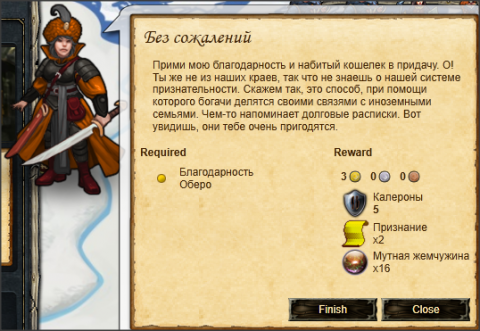 Без сожалений
Прими мою благодарность и набитый кошелек в придачу. О!
Ты же не из наших краев, так что не знаешь о нашей системе
признательности. Скажем так, это способ, при помощи
которого богачи делятся своими связями с иноземными
семьями. Чем-то напоминает долговые расписки. Вот
увидишь, они тебе очень пригодятся.
Required
Благодарность
Оберо
Reward
3 0 0
Калероны
5
Признание
x2
Мутная жемчужина
x16
Finish
Close